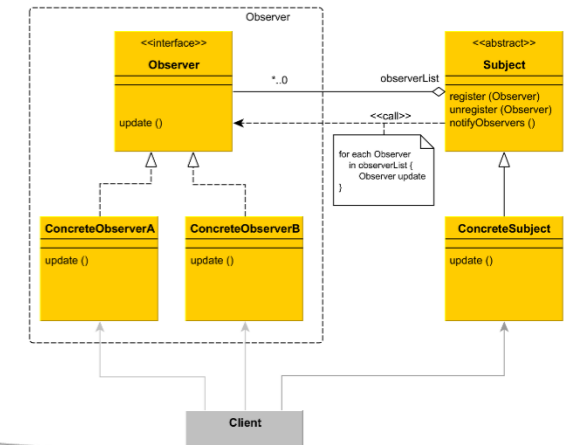 Observer
<<interface>>
Observer
update ()
*..0
observerList
<<abstract>>
Subject
register (Observer)
unregister (Observer)
notifyObservers ()
<<call>>
for each Observer
in observerList {
Observer update
}
ConcreteObserverA
update ()
ConcreteObserverB
update ()
ConcreteSubject
update ()
Client